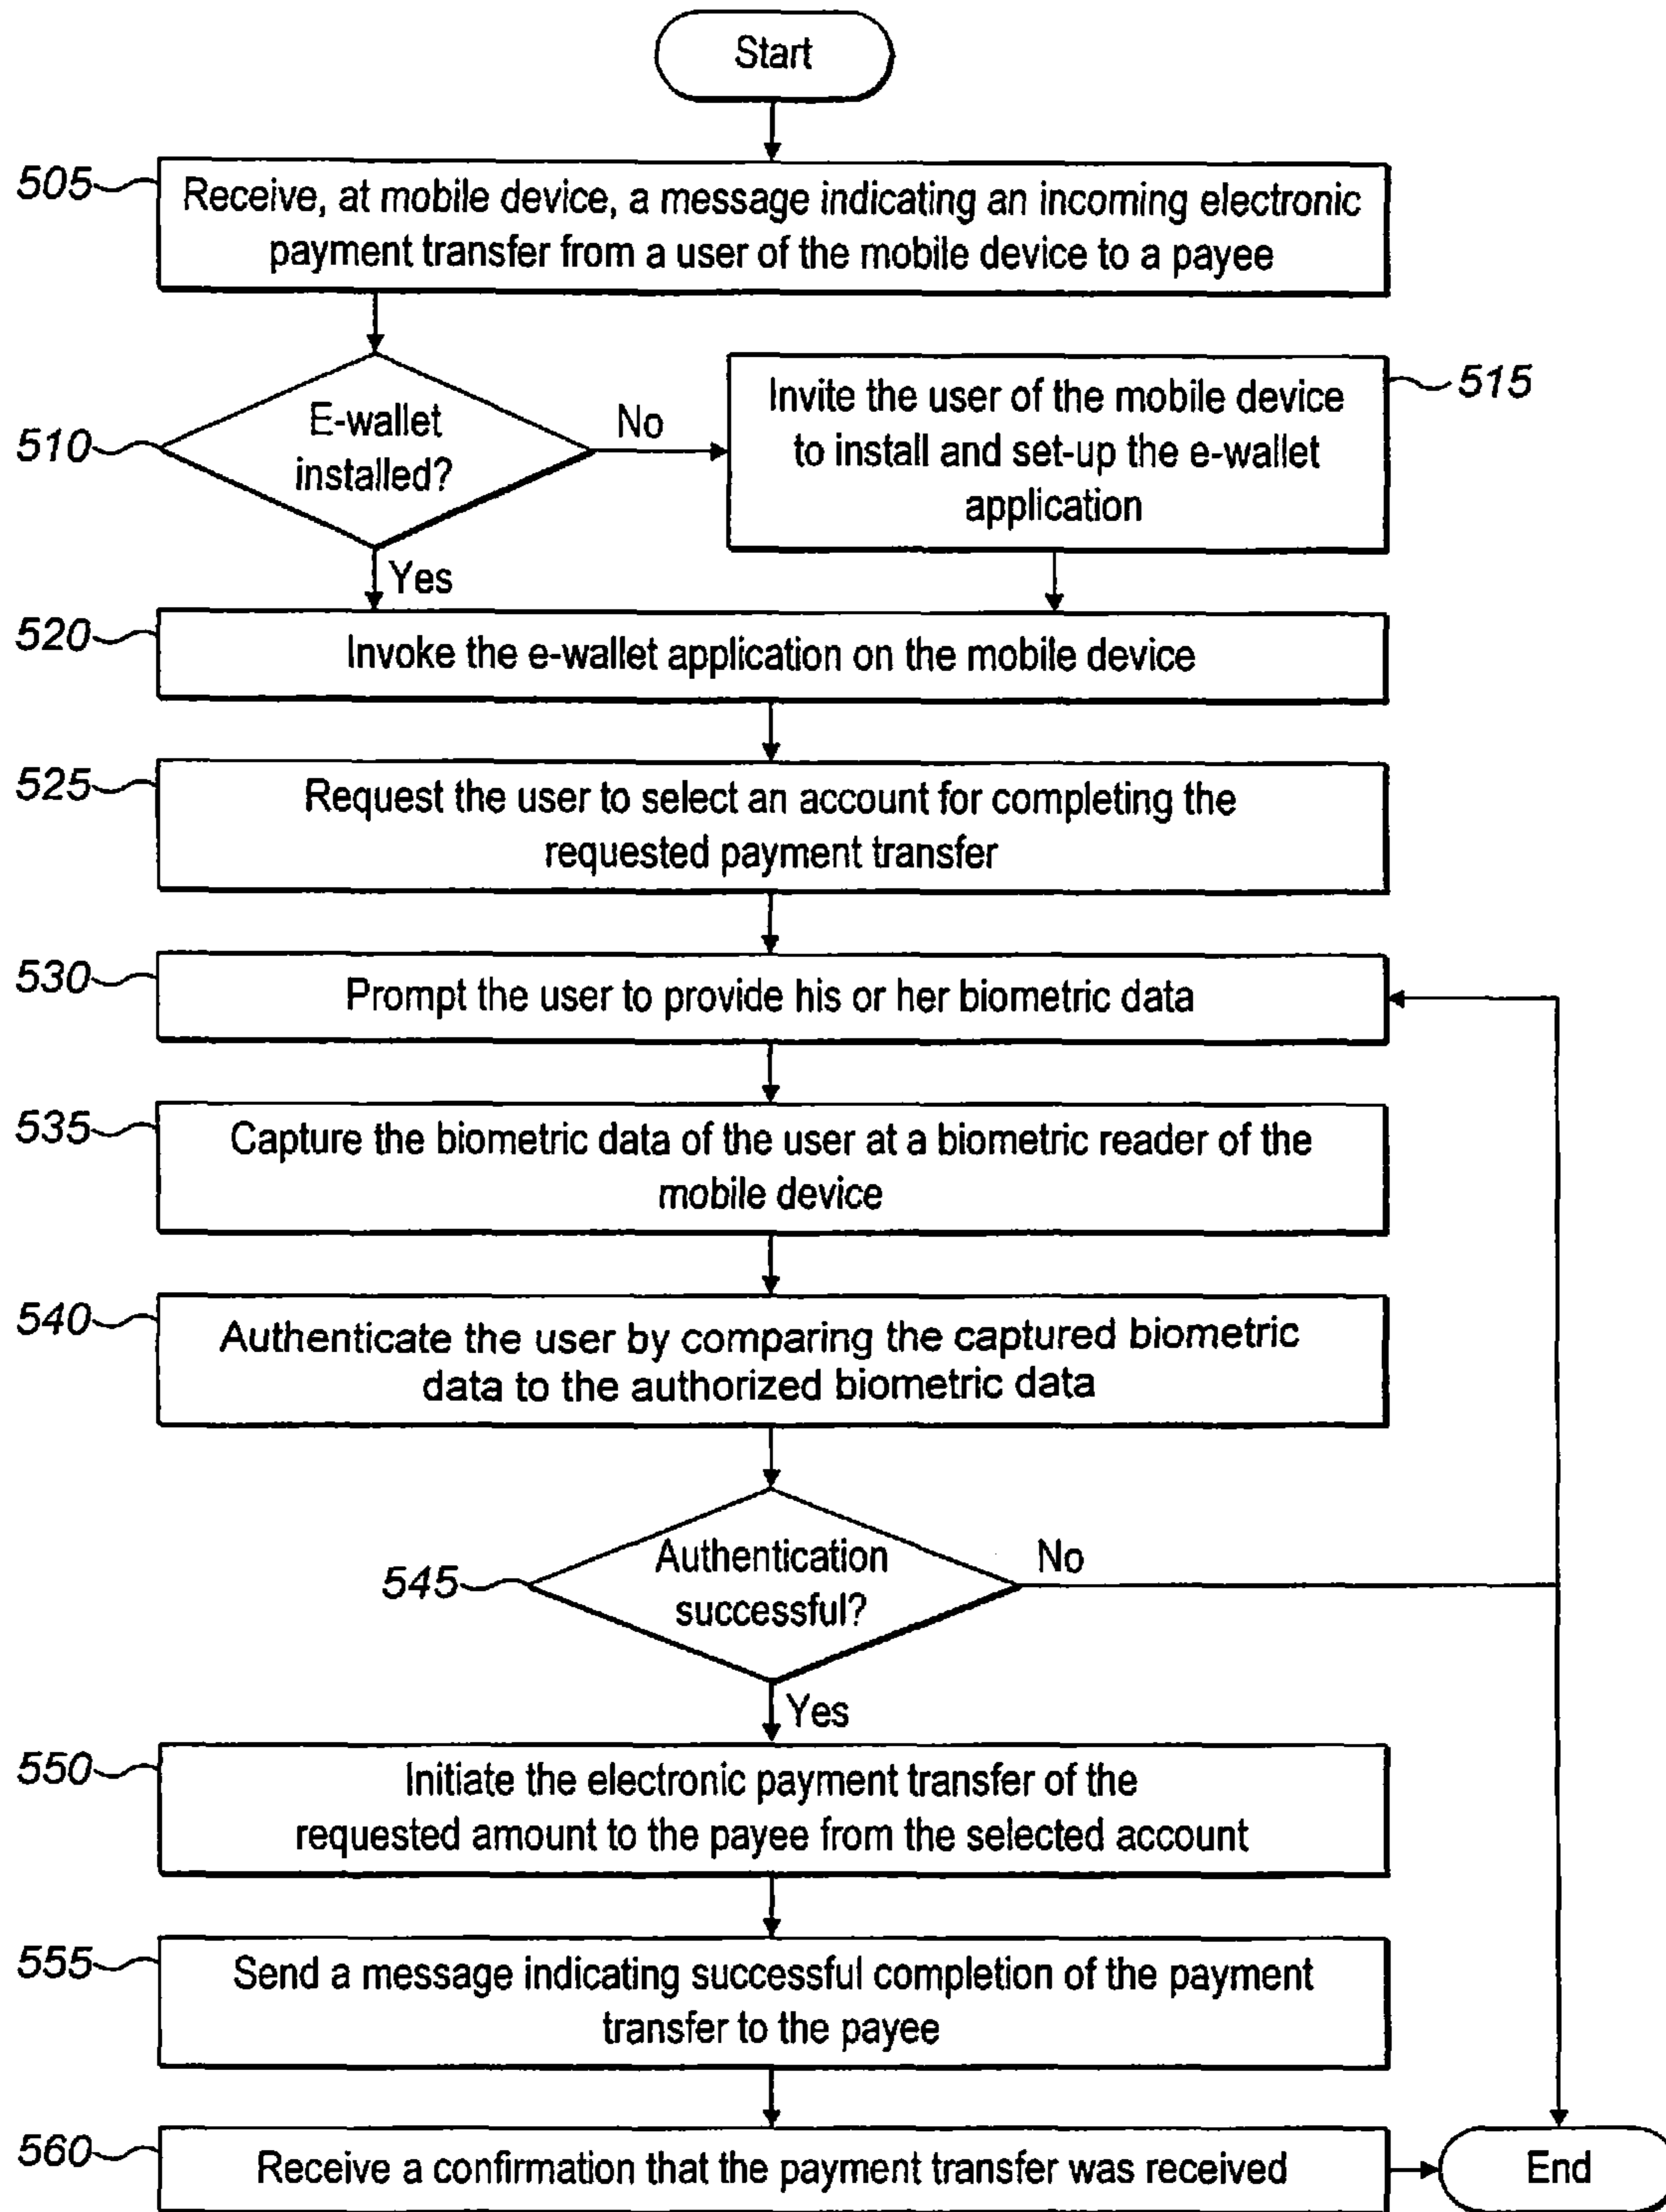 Start
505
Receive, at mobile device, a message indicating an incoming electronic
payment transfer from a user of the mobile device to a payee
510
E-wallet
installed?
No
515
Invite the user of the mobile device
to install and set-up the e-wallet
application
Yes
520
Invoke the e-wallet application on the mobile device
525
Request the user to select an account for completing the
requested payment transfer
530
Prompt the user to provide his or her biometric data
535
Capture the biometric data of the user at a biometric reader of the
mobile device
540
Authenticate the user by comparing the captured biometric
data to the authorized biometric data
545
Authentication
successful?
No
Yes
550
Initiate the electronic payment transfer of the
requested amount to the payee from the selected account
555
Send a message indicating successful completion of the payment
transfer to the payee
560
Receive a confirmation that the payment transfer was received
End